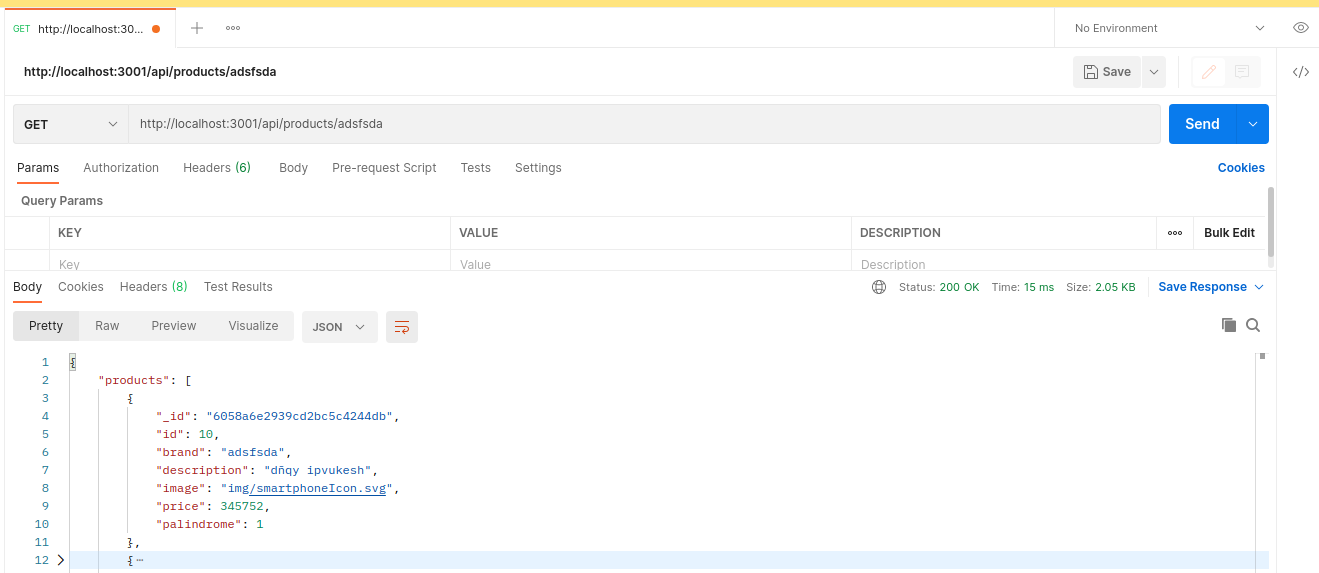 GET http://localhost:30...
No Environment
http://localhost:3001/api/products/adsfsda
Save
GET
http://localhost:3001/api/products/adsfsda
Send
Params Authorization Headers (6) Body Pre-request Script Tests Settings Cookies
Query Params
KEY VALUE DESCRIPTION Bulk Edit
Key Value Description
Body Cookies Headers (8) Test Results Status: 200 OK Time: 15 ms Size: 2.05 KB Save Response
Pretty Raw Preview Visualize JSON
1 {
2 "products": [
3 {
4 "_id": "6058a6e2939cd2bc5c4244db",
5 "id": 10,
6 "brand": "adsfsda",
7 "description": "dñqy ipvukesh",
8 "image": "img/smartphoneIcon.svg",
9 "price": 345752,
10 "palindrome": 1
11 },
12 {